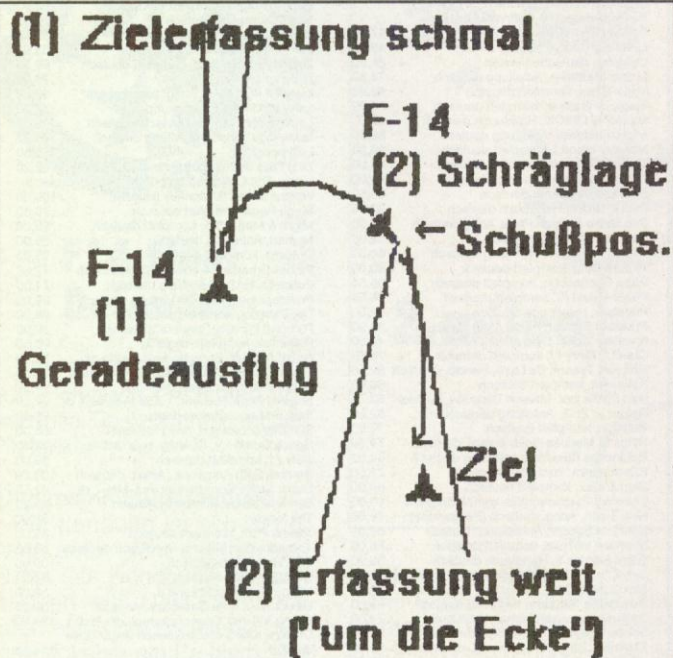 (1) Zielerfassung schmal
F-14
(2) Schräglage
← Schußpos.
F-14
(1)
Geradeausflug
Ziel
(2) Erfassung weit
("um die Ecke")